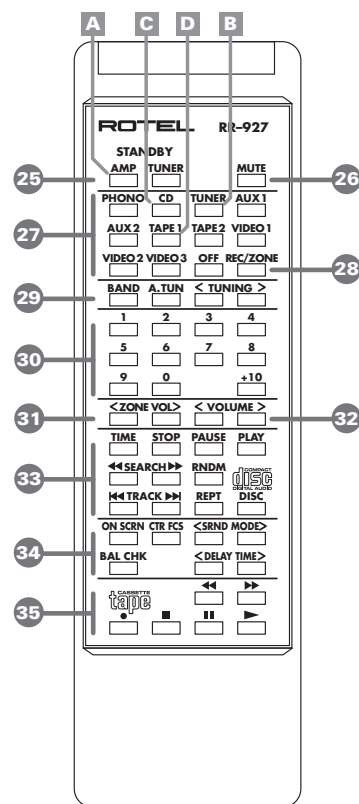 A C D B
ROTEL RR-927
STANDBY
25 AMP TUNER MUTE 26
PHONO CD TUNER AUX 1
27 AUX 2 TAPE 1 TAPE 2 VIDEO 1
VIDEO 2 VIDEO 3 OFF REC/ZONE 28
29 BAND A.TUN < TUNING >
1 2 3 4
30 5 6 7 8
9 0 +10
31 <ZONE VOL> < VOLUME > 32
TIME STOP PAUSE PLAY
33 ◀◀ SEARCH ▶▶ RNDM COMPACT disc DIGITAL AUDIO
|◀◀ TRACK ▶▶| REPT DISC
34 ON SCRN CTR FCS <SRND MODE>
BAL CHK <DELAY TIME>
35 CASSETTE tape ◀◀ ▶▶
● ■ ▮▮ ▶